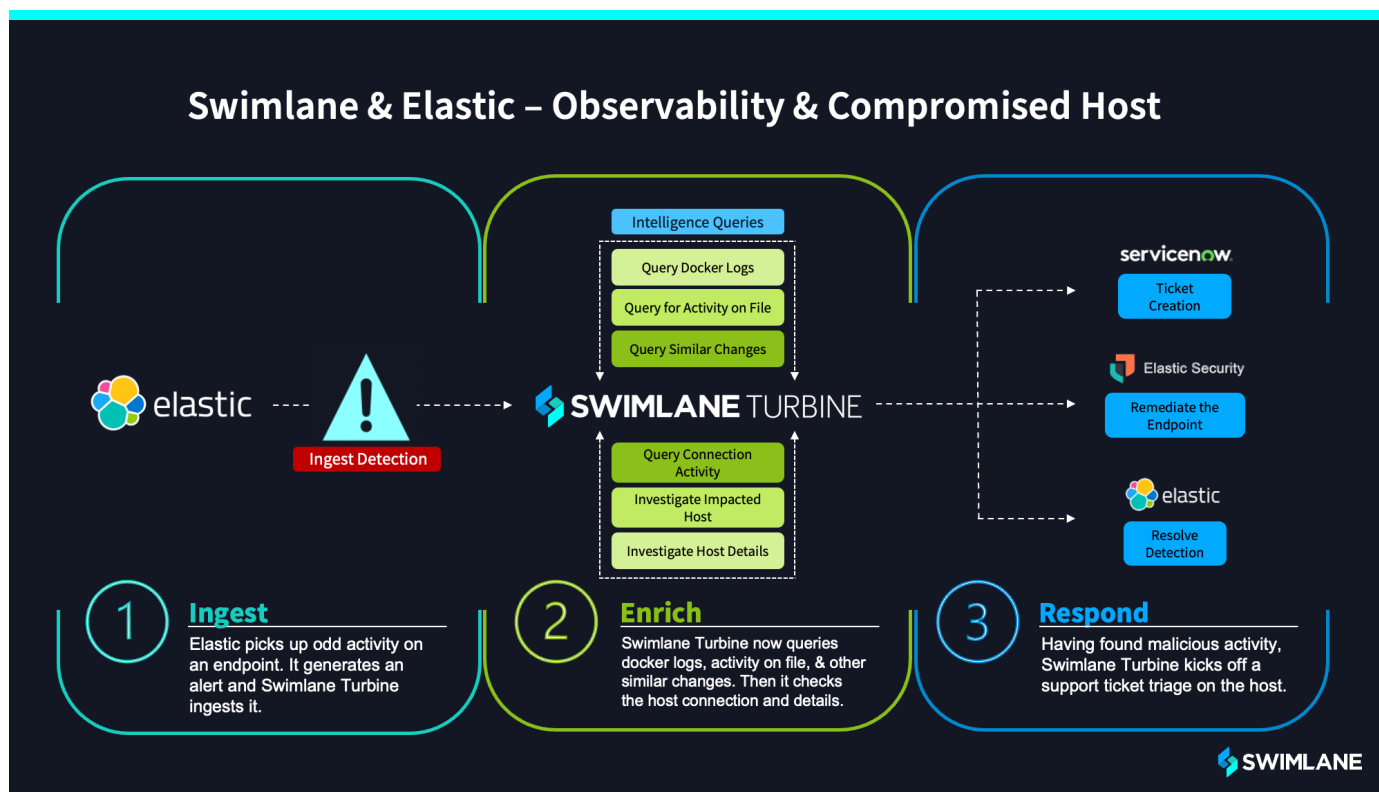 Swimlane & Elastic – Observability & Compromised Host
elastic
Ingest Detection
Intelligence Queries
Query Docker Logs
Query for Activity on File
Query Similar Changes
SWIMLANE TURBINE
Query Connection
Activity
Investigate Impacted
Host
Investigate Host Details
servicenow.
Ticket
Creation
Elastic Security
Remediate the
Endpoint
elastic
Resolve
Detection
1
Ingest
Elastic picks up odd activity on
an endpoint. It generates an
alert and Swimlane Turbine
ingests it.
2
Enrich
Swimlane Turbine now queries
docker logs, activity on file, & other
similar changes. Then it checks
the host connection and details.
3
Respond
Having found malicious activity,
Swimlane Turbine kicks off a
support ticket triage on the host.
SWIMLANE